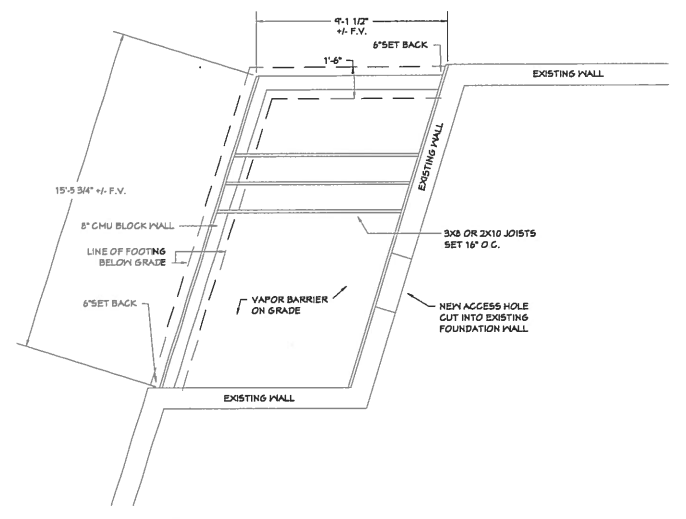 9'-1 1/2"
+/- F.V.
6"SET BACK
1'-6"
EXISTING WALL
EXISTING WALL
15'-5 3/4" +/- F.V.
8" CMU BLOCK WALL
3X8 OR 2X10 JOISTS
SET 16" O.C.
LINE OF FOOTING
BELOW GRADE
6"SET BACK
VAPOR BARRIER
ON GRADE
NEW ACCESS HOLE
CUT INTO EXISTING
FOUNDATION WALL
EXISTING WALL